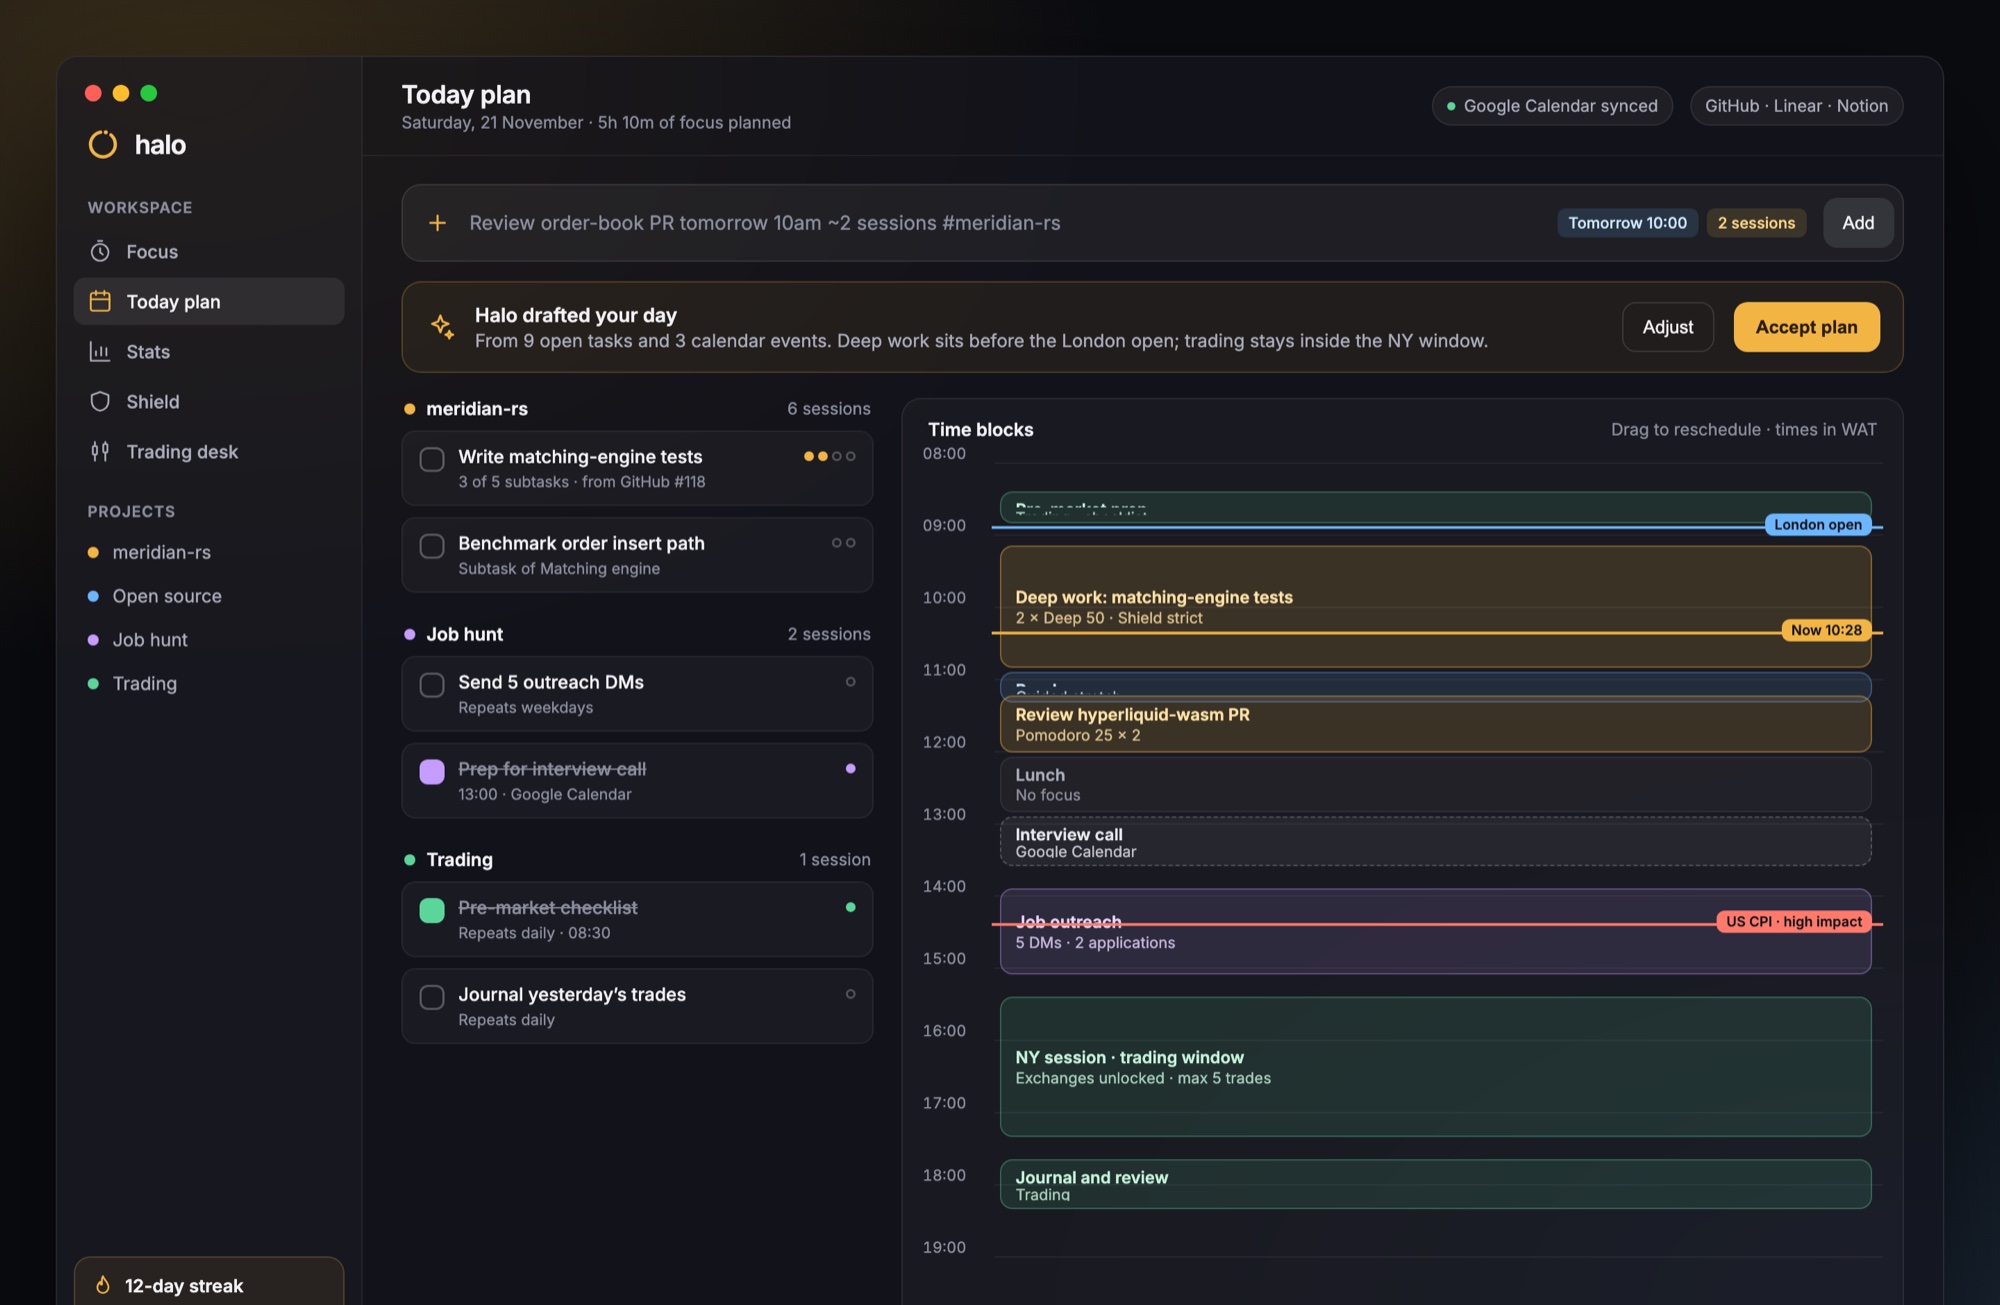 halo
WORKSPACE
Focus
Today plan
Stats
Shield
Trading desk
PROJECTS
meridian-rs
Open source
Job hunt
Trading
12-day streak
Today plan
Saturday, 21 November · 5h 10m of focus planned
Google Calendar synced
GitHub · Linear · Notion
Review order-book PR tomorrow 10am ~2 sessions #meridian-rs
Tomorrow 10:00
2 sessions
Add
Halo drafted your day
From 9 open tasks and 3 calendar events. Deep work sits before the London open; trading stays inside the NY window.
Adjust
Accept plan
meridian-rs
6 sessions
Write matching-engine tests
3 of 5 subtasks · from GitHub #118
Benchmark order insert path
Subtask of Matching engine
Job hunt
2 sessions
Send 5 outreach DMs
Repeats weekdays
Prep for interview call
13:00 · Google Calendar
Trading
1 session
Pre-market checklist
Repeats daily · 08:30
Journal yesterday’s trades
Repeats daily
Time blocks
Drag to reschedule · times in WAT
08:00
09:00
London open
10:00
Deep work: matching-engine tests
2 × Deep 50 · Shield strict
Now 10:28
11:00
Review hyperliquid-wasm PR
Pomodoro 25 × 2
12:00
Lunch
No focus
13:00
Interview call
Google Calendar
14:00
Job outreach
US CPI · high impact
5 DMs · 2 applications
15:00
16:00
NY session · trading window
Exchanges unlocked · max 5 trades
17:00
18:00
Journal and review
Trading
19:00